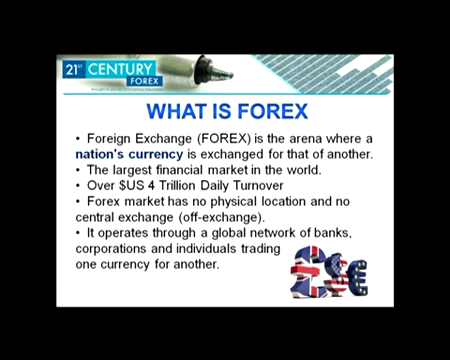 21ST CENTURY
FOREX
WHAT IS FOREX
• Foreign Exchange (FOREX) is the arena where a
nation's currency is exchanged for that of another.
• The largest financial market in the world.
• Over $US 4 Trillion Daily Turnover
• Forex market has no physical location and no
central exchange (off-exchange).
• It operates through a global network of banks,
corporations and individuals trading
one currency for another.
£$€